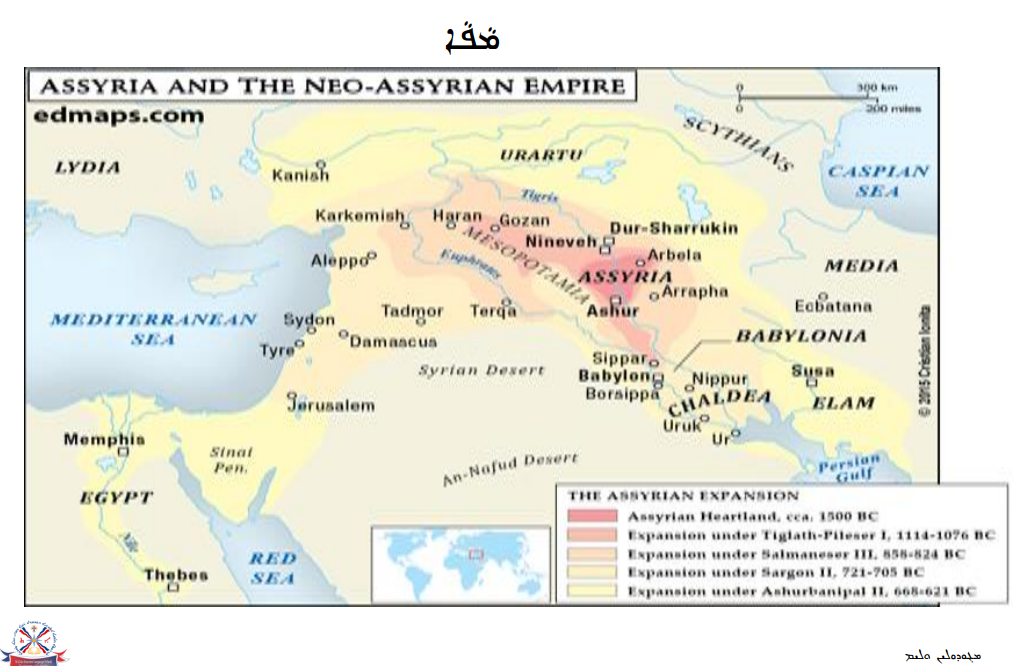 ASSYRIA AND THE NEO-ASSYRIAN EMPIRE
edmaps.com
0 300 km
0 200 miles
SCYTHIANS
LYDIA
URARTU
CASPIAN
SEA
Kanish
Tigris
Karkemish
Haran
Gozan
Dur-Sharrukin
Nineveh
MESOPOTAMIA
Aleppo
Euphrates
Arbela
ASSYRIA
MEDIA
Arrapha
Ecbatana
Tadmor
Terqa
Ashur
MEDITERRANEAN
SEA
Sydon
Damascus
Tyre
BABYLONIA
Syrian Desert
Sippar
Babylon
Nippur
Susa
Borsippa
CHALDEA
ELAM
Jerusalem
Uruk
Ur
Memphis
Sinai
Pen.
An-Nafud Desert
Persian
Gulf
EGYPT
Nile
RED
SEA
Thebes
© 2015 Cristian Ionita
THE ASSYRIAN EXPANSION
Assyrian Heartland, cca. 1500 BC
Expansion under Tiglath-Pileser I, 1114-1076 BC
Expansion under Salmaneser III, 858-824 BC
Expansion under Sargon II, 721-705 BC
Expansion under Ashurbanipal II, 668-621 BC